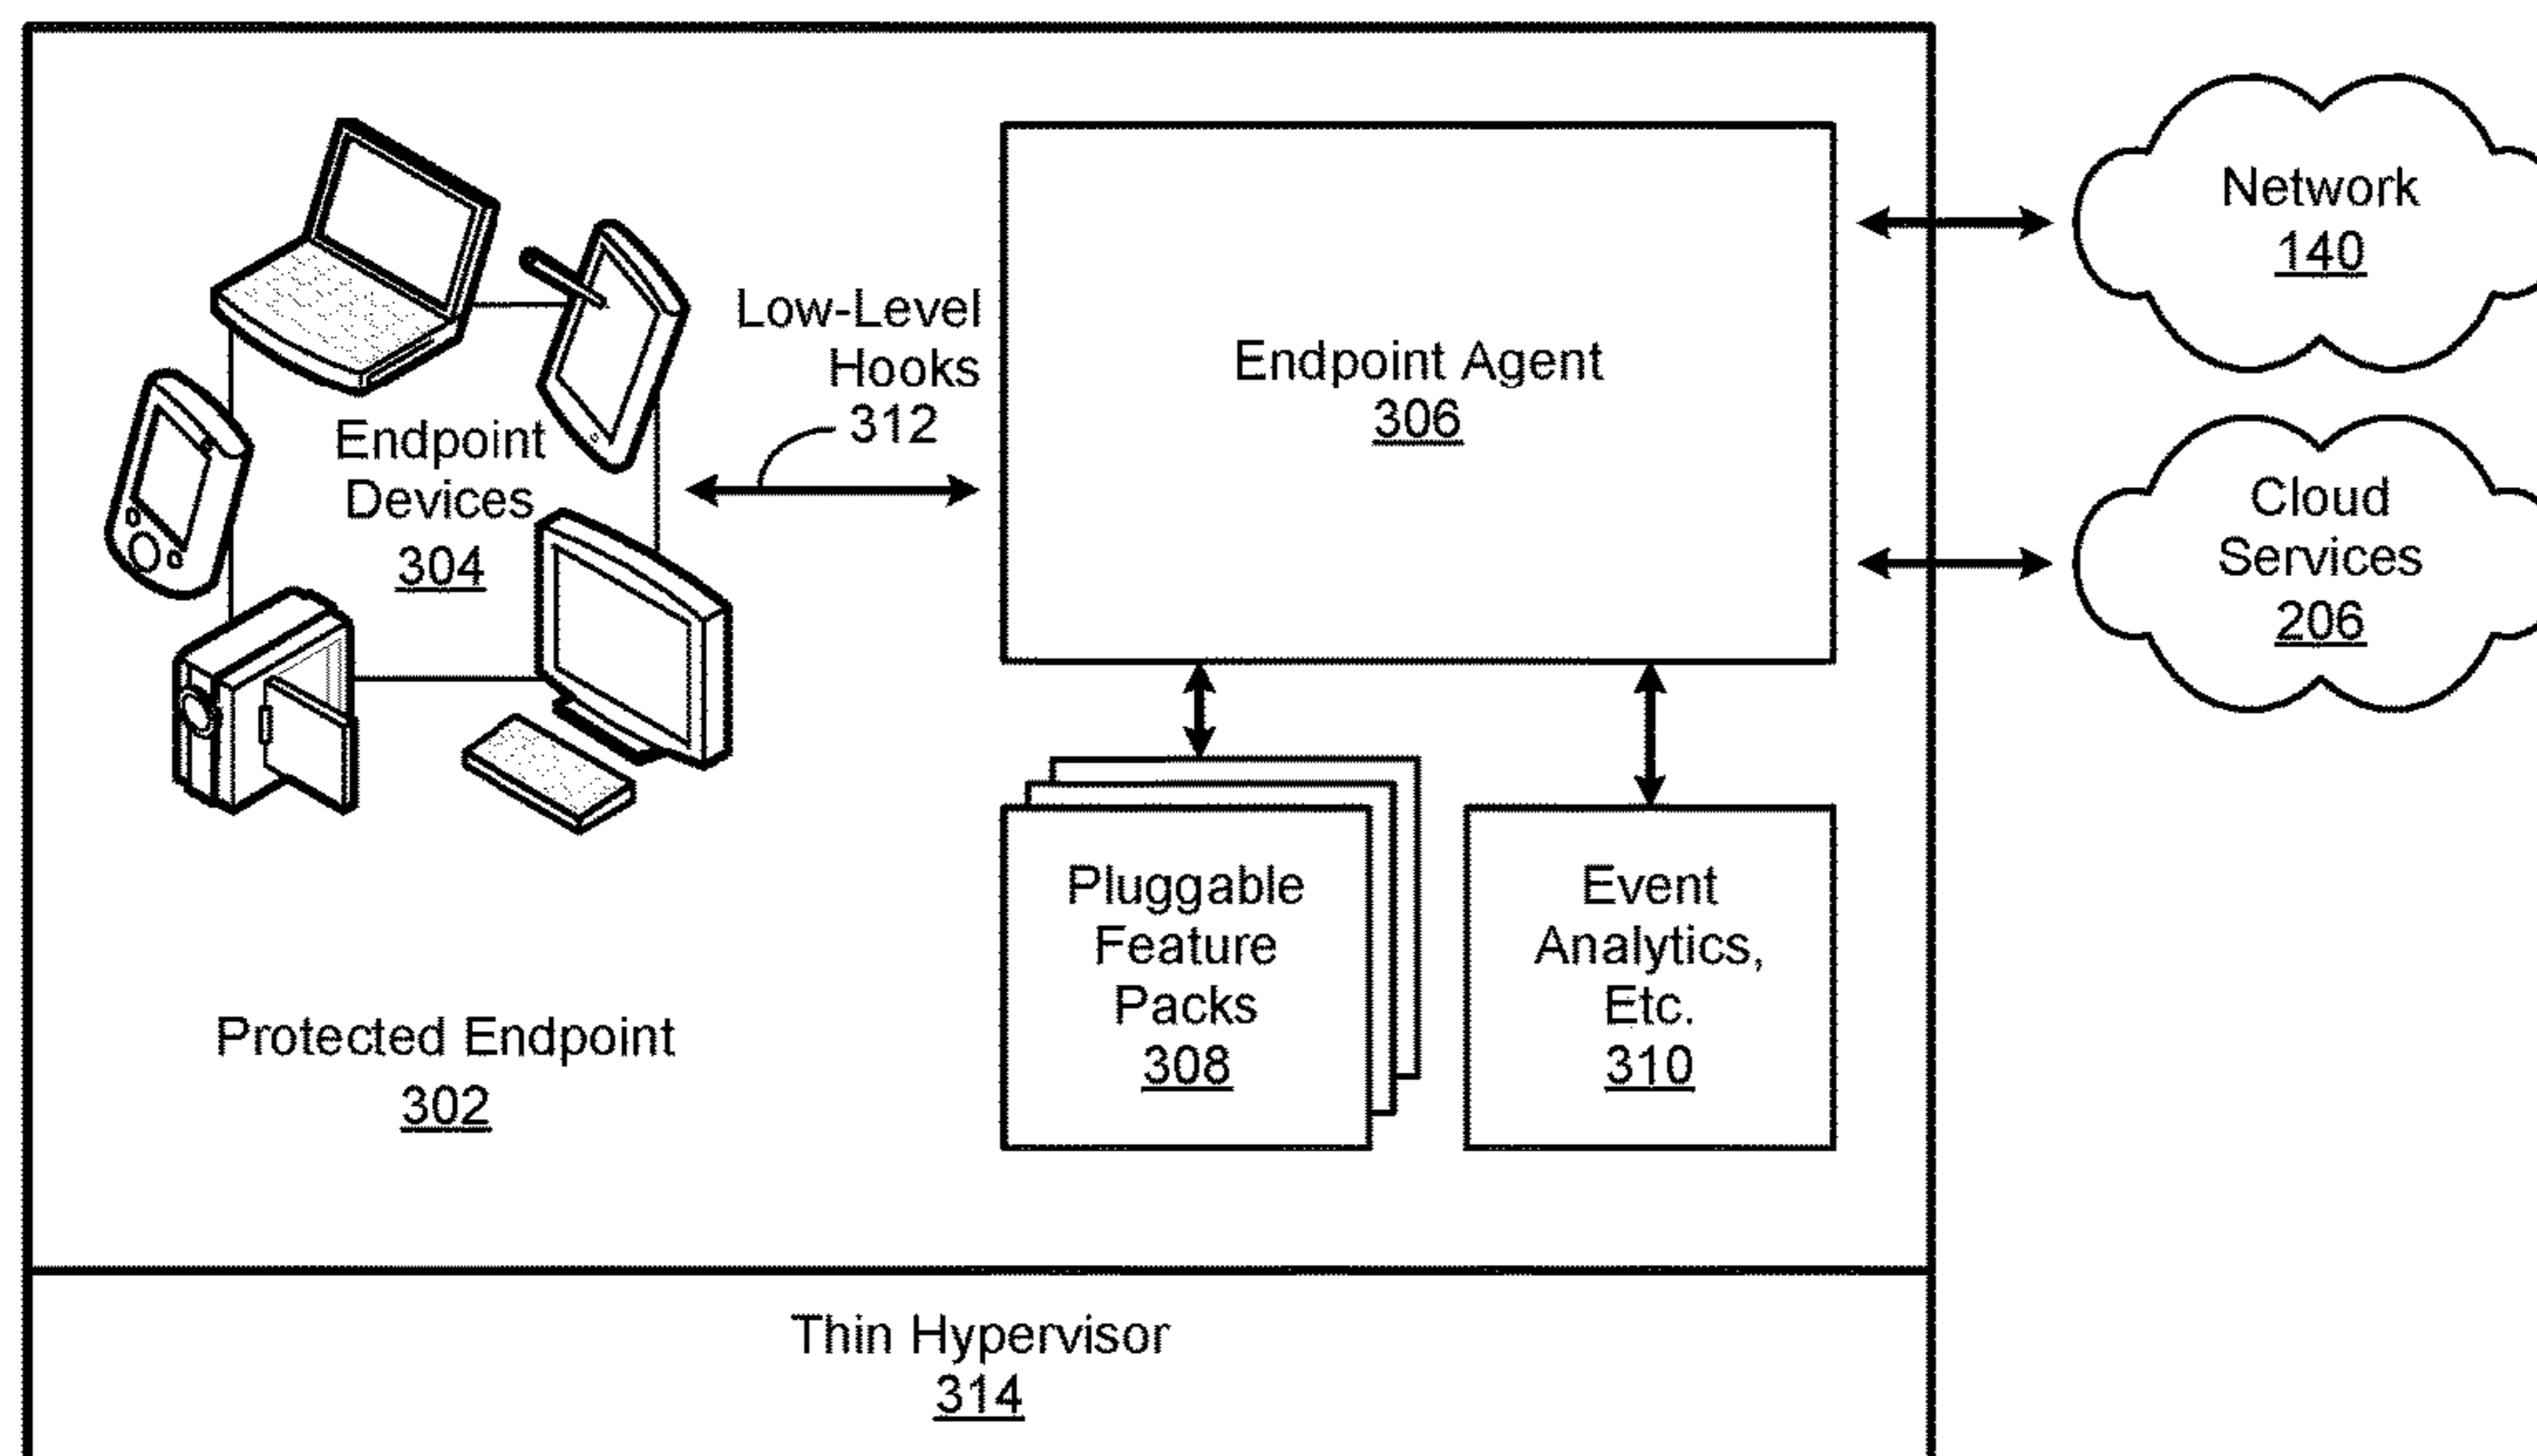 Network
140
Low-Level
Hooks
312
Endpoint Agent
306
Endpoint
Devices
304
Cloud
Services
206
Pluggable
Feature
Packs
308
Event
Analytics,
Etc.
310
Protected Endpoint
302
Thin Hypervisor
314